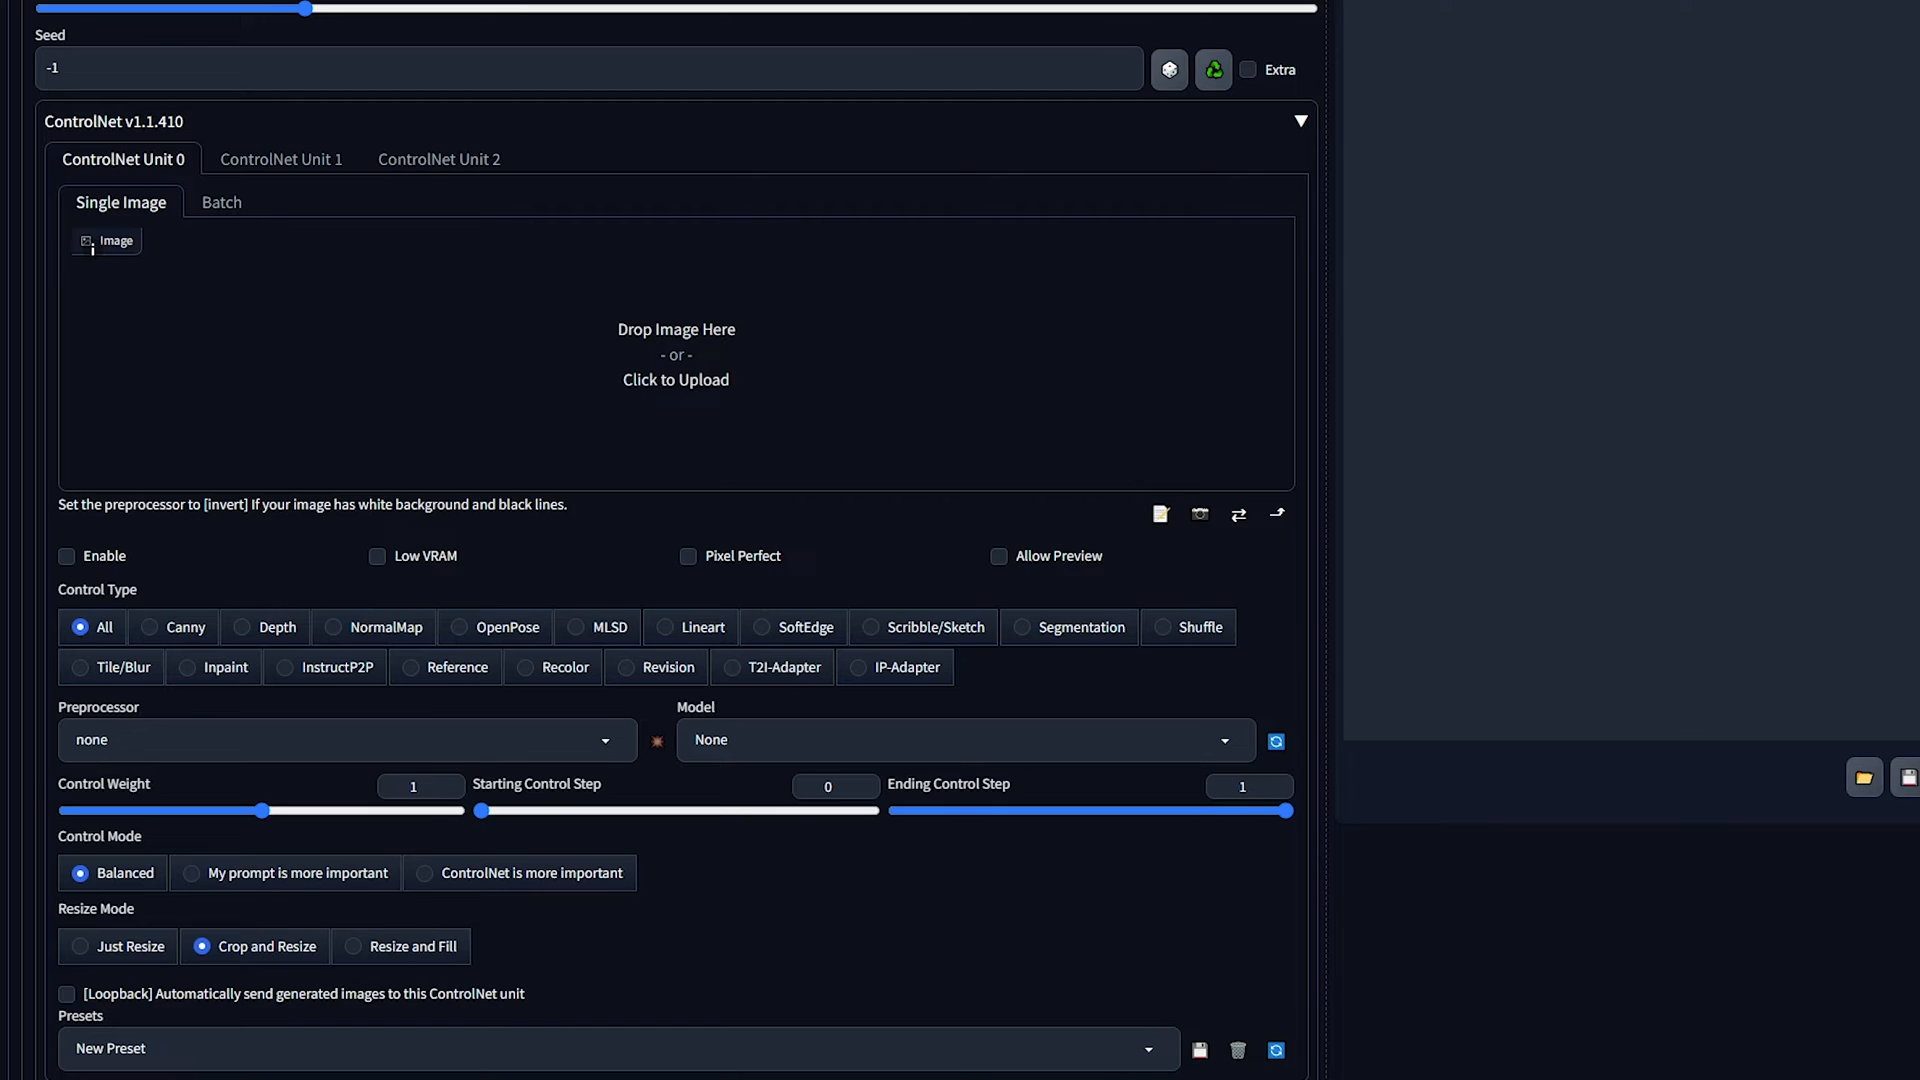 Seed
-1
Extra
ControlNet v1.1.410
ControlNet Unit 0 ControlNet Unit 1 ControlNet Unit 2
Single Image Batch
Image
Drop Image Here
- or -
Click to Upload
Set the preprocessor to [invert] If your image has white background and black lines.
Enable Low VRAM Pixel Perfect Allow Preview
Control Type
All Canny Depth NormalMap OpenPose MLSD Lineart SoftEdge Scribble/Sketch Segmentation Shuffle
Tile/Blur Inpaint InstructP2P Reference Recolor Revision T2I-Adapter IP-Adapter
Preprocessor Model
none None
Control Weight 1 Starting Control Step 0 Ending Control Step 1
Control Mode
Balanced My prompt is more important ControlNet is more important
Resize Mode
Just Resize Crop and Resize Resize and Fill
[Loopback] Automatically send generated images to this ControlNet unit
Presets
New Preset